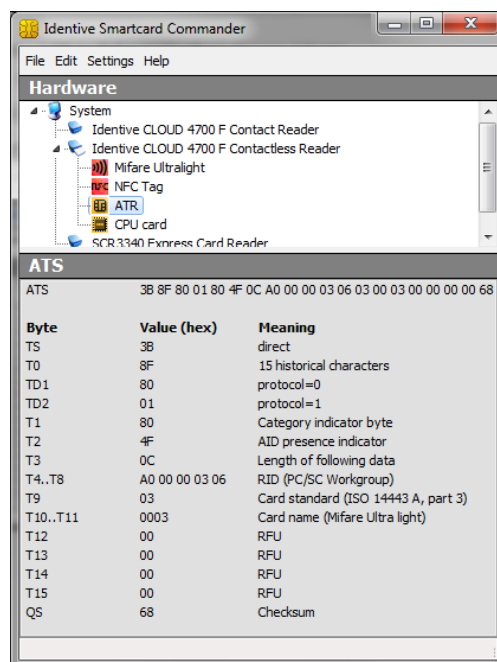 Identive Smartcard Commander
File Edit Settings Help
Hardware
System
Identive CLOUD 4700 F Contact Reader
Identive CLOUD 4700 F Contactless Reader
Mifare Ultralight
NFC Tag
ATR
CPU card
SCR3340 Express Card Reader
ATS
ATS 3B 8F 80 01 80 4F 0C A0 00 00 03 06 03 00 03 00 00 00 00 68
Byte Value (hex) Meaning
TS 3B direct
T0 8F 15 historical characters
TD1 80 protocol=0
TD2 01 protocol=1
T1 80 Category indicator byte
T2 4F AID presence indicator
T3 0C Length of following data
T4..T8 A0 00 00 03 06 RID (PC/SC Workgroup)
T9 03 Card standard (ISO 14443 A, part 3)
T10..T11 0003 Card name (Mifare Ultra light)
T12 00 RFU
T13 00 RFU
T14 00 RFU
T15 00 RFU
QS 68 Checksum